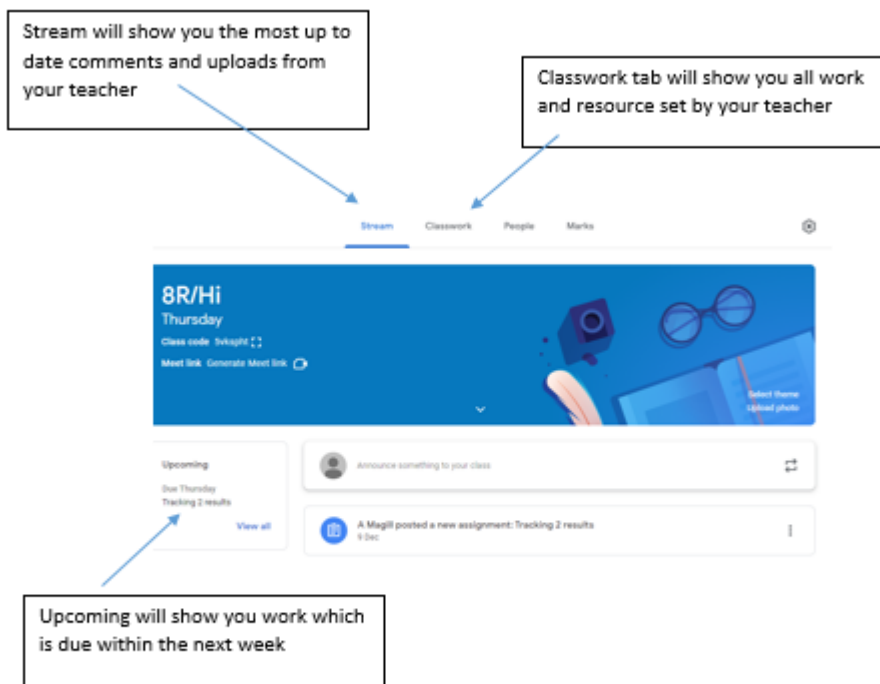 Stream will show you the most up to
date comments and uploads from
your teacher
Classwork tab will show you all work
and resource set by your teacher
Stream Classwork People Marks
8R/Hi
Thursday
Class code 5vkspht
Meet link Generate Meet link
Select theme
Upload photo
Upcoming
Due Thursday
Tracking 2 results
View all
Announce something to your class
A Magill posted a new assignment: Tracking 2 results
9 Dec
Upcoming will show you work which
is due within the next week